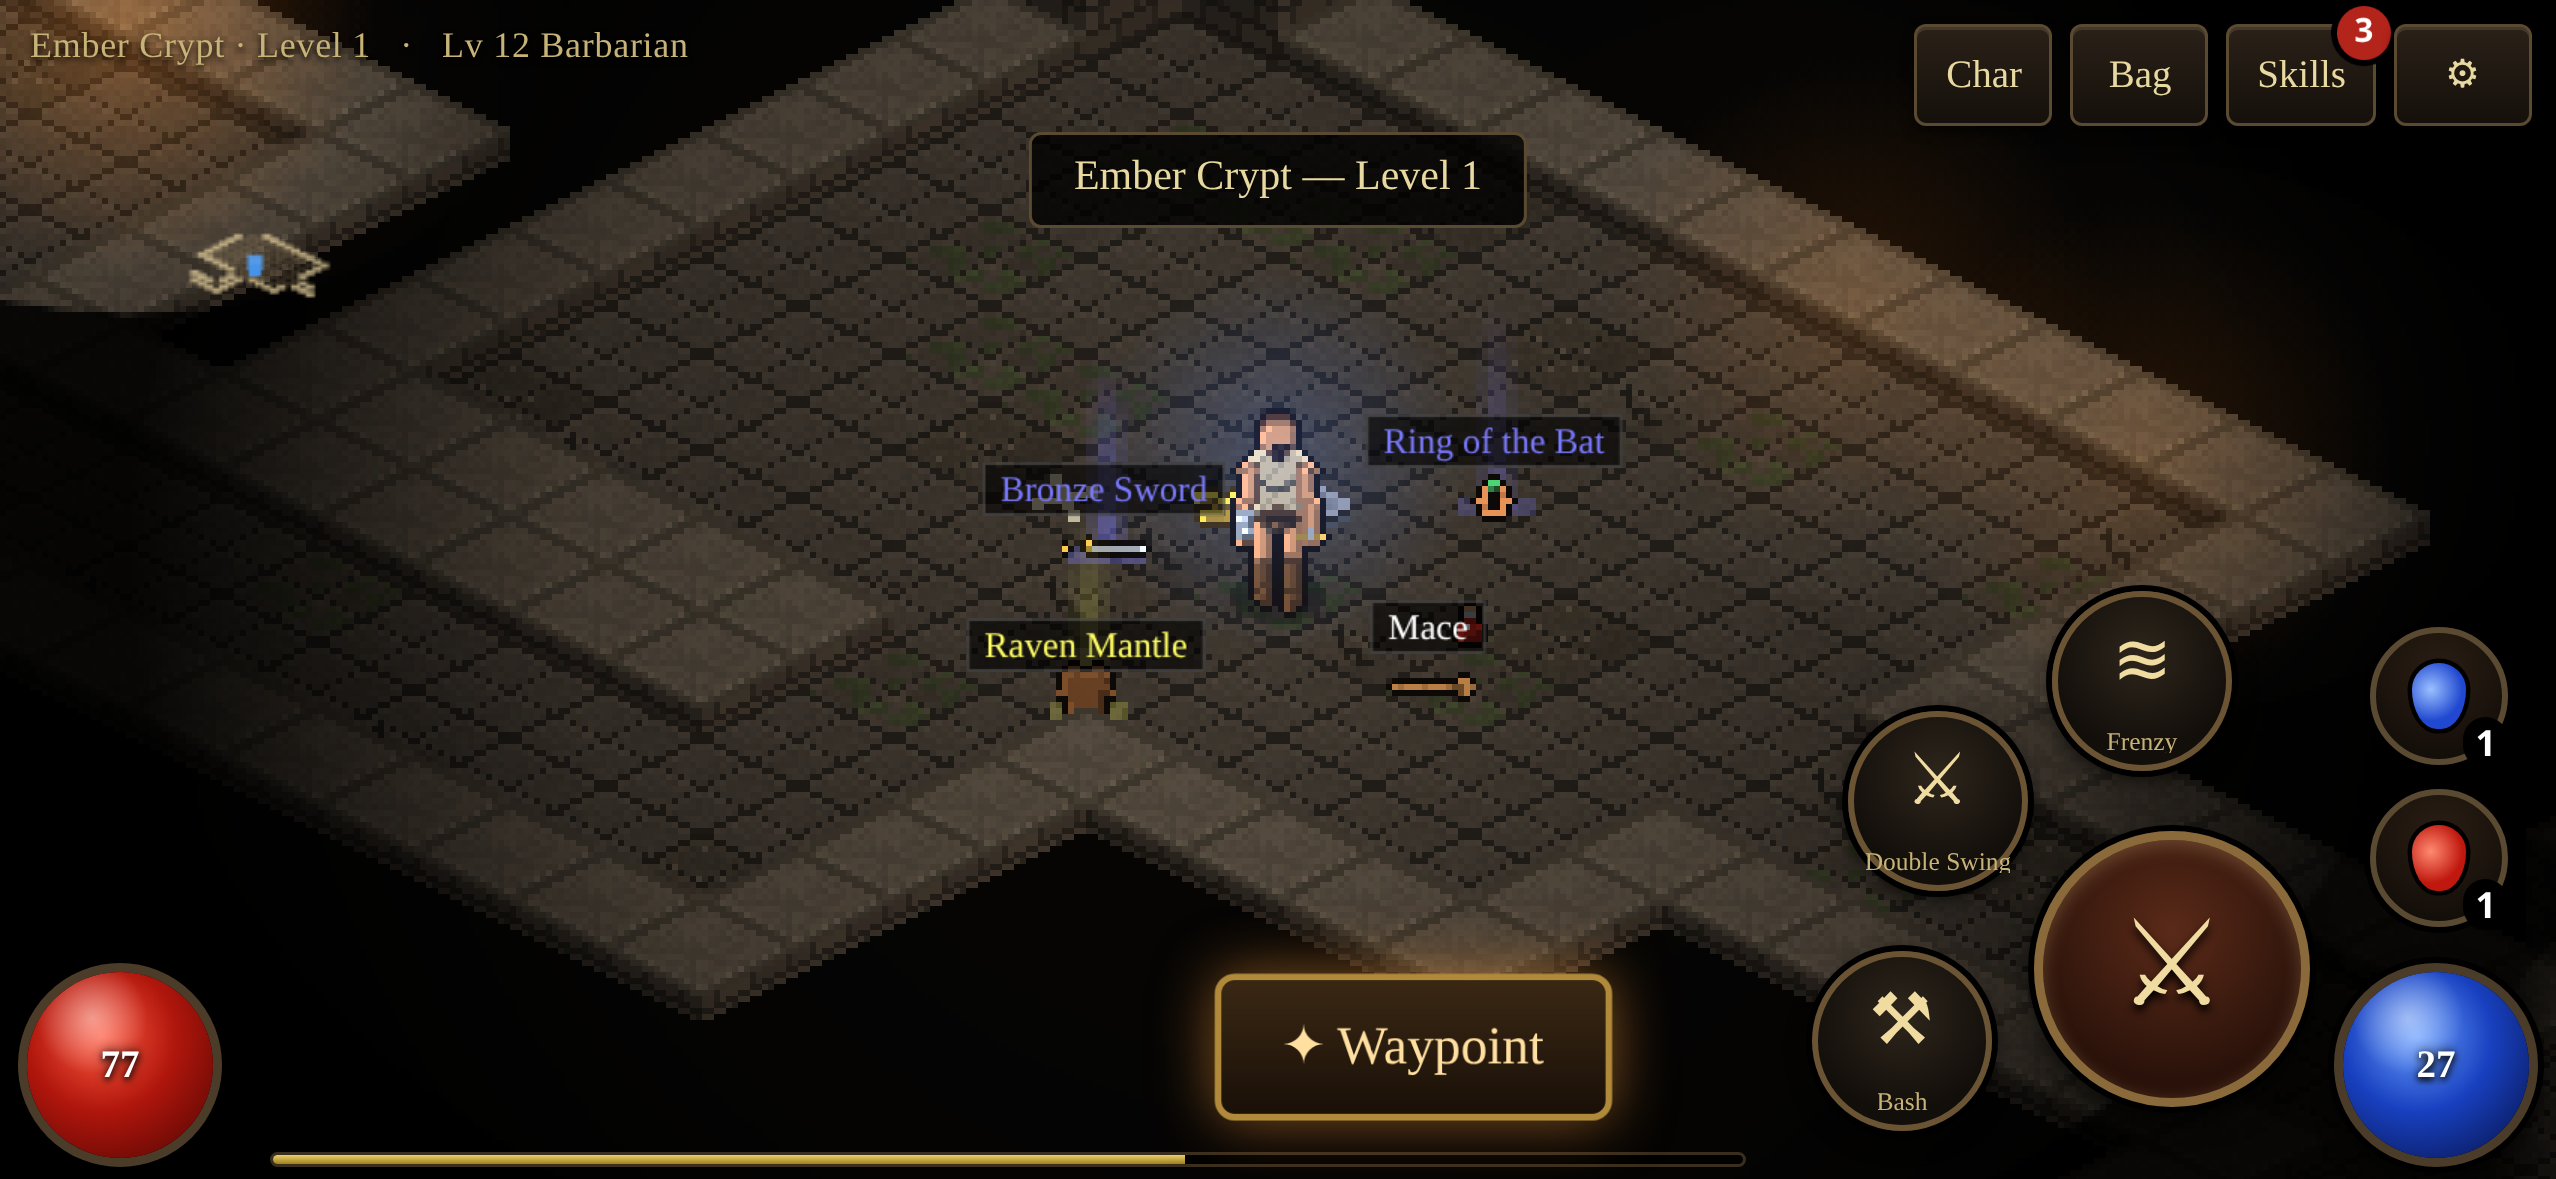 Ember Crypt · Level 1 · Lv 12 Barbarian
Char
Bag
Skills
3
Ember Crypt — Level 1
Ring of the Bat
Bronze Sword
Mace
Raven Mantle
Frenzy
1
Double Swing
1
Waypoint
Bash
77
27